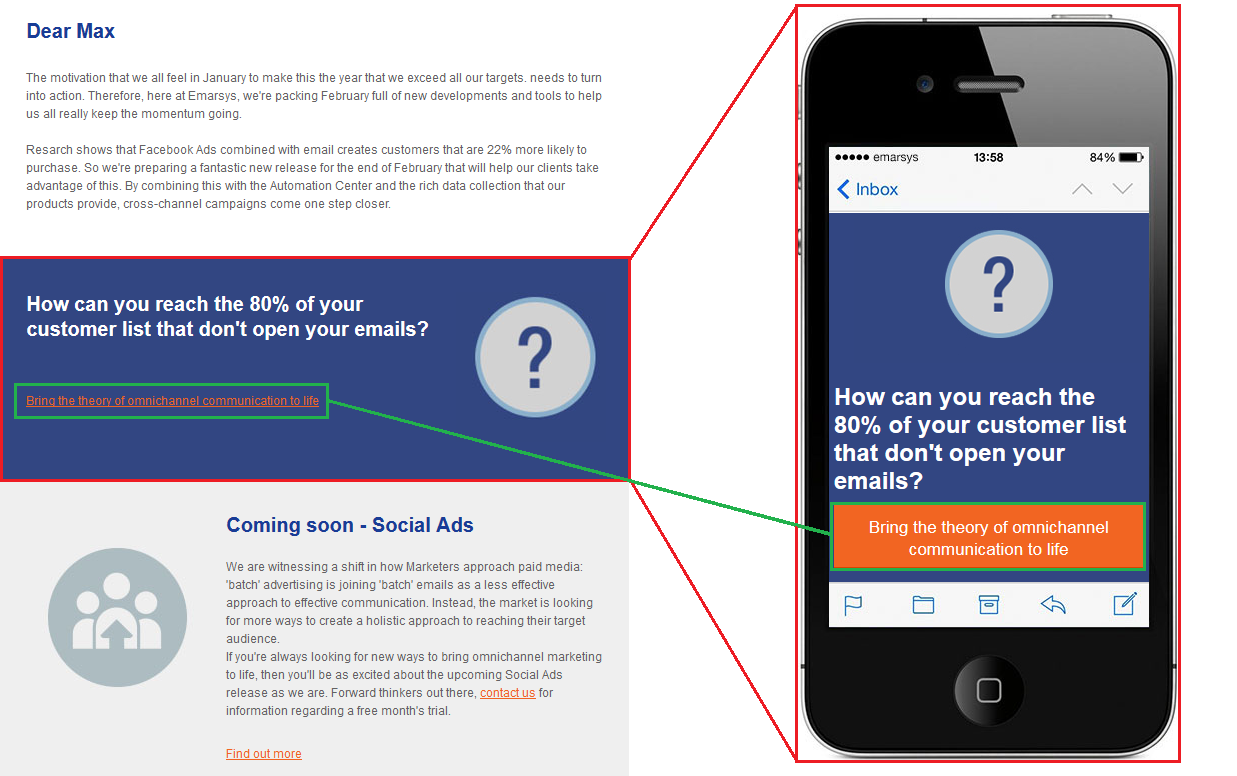 Dear Max
The motivation that we all feel in January to make this the year that we exceed all our targets. needs to turn
into action. Therefore, here at Emarsys, we're packing February full of new developments and tools to help
us all really keep the momentum going.
Resarch shows that Facebook Ads combined with email creates customers that are 22% more likely to
purchase. So we're preparing a fantastic new release for the end of February that will help our clients take
advantage of this. By combining this with the Automation Center and the rich data collection that our
products provide, cross-channel campaigns come one step closer.
How can you reach the 80% of your
customer list that don't open your emails?
?
Bring the theory of omnichannel communication to life
Coming soon - Social Ads
We are witnessing a shift in how Marketers approach paid media:
'batch' advertising is joining 'batch' emails as a less effective
approach to effective communication. Instead, the market is looking
for more ways to create a holistic approach to reaching their target
audience.
If you're always looking for new ways to bring omnichannel marketing
to life, then you'll be as excited about the upcoming Social Ads
release as we are. Forward thinkers out there, contact us for
information regarding a free month's trial.
Find out more
emarsys 13:58 84%
Inbox
?
How can you reach the
80% of your customer list
that don't open your
emails?
Bring the theory of omnichannel
communication to life